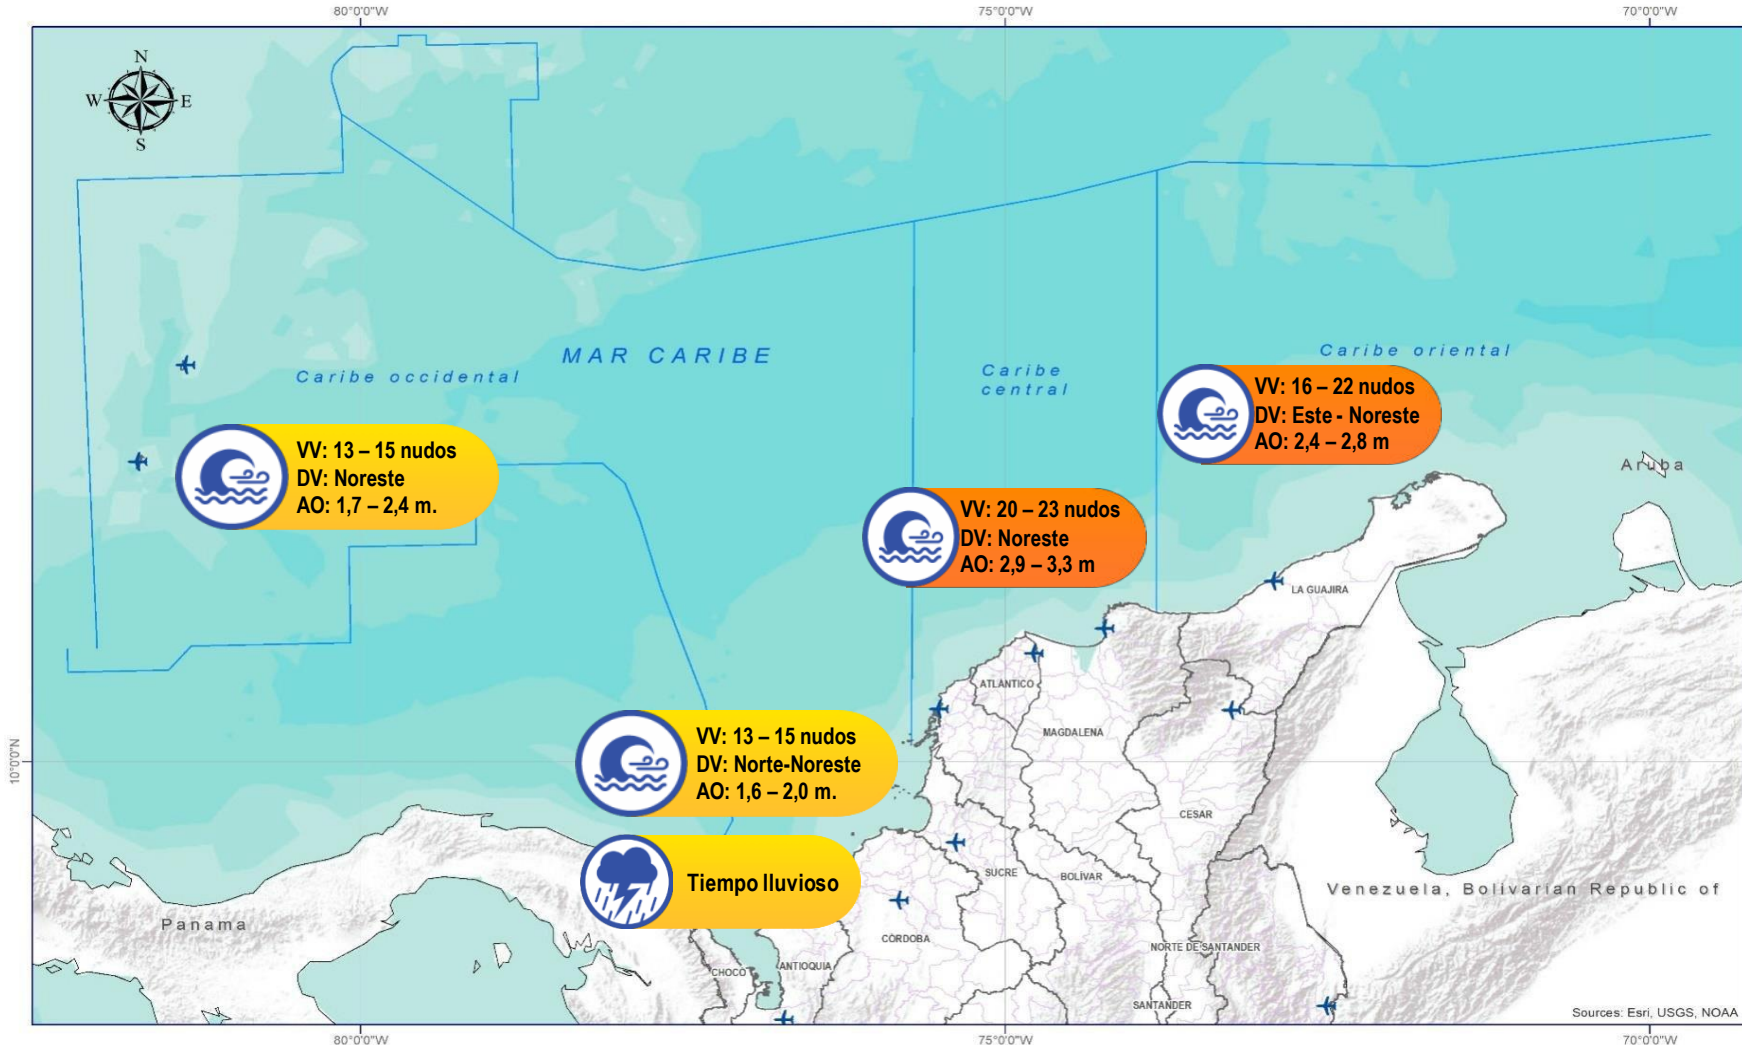 80°0'0"W
75°0'0"W
70°0'0"W
N
W
E
S
MAR CARIBE
Caribe occidental
Caribe
central
Caribe oriental
VV: 16 – 22 nudos
DV: Este - Noreste
AO: 2,4 – 2,8 m
VV: 13 – 15 nudos
DV: Noreste
AO: 1,7 – 2,4 m.
Aruba
VV: 20 – 23 nudos
DV: Noreste
AO: 2,9 – 3,3 m
LA GUAJIRA
ATLÁNTICO
MAGDALENA
10°0'0"N
VV: 13 – 15 nudos
DV: Norte-Noreste
AO: 1,6 – 2,0 m.
CESAR
Tiempo lluvioso
SUCRE
BOLÍVAR
Venezuela, Bolivarian Republic of
Panama
CÓRDOBA
NORTE DE SANTANDER
CHOCÓ
ANTIOQUIA
SANTANDER
Sources: Esri, USGS, NOAA
80°0'0"W
75°0'0"W
70°0'0"W